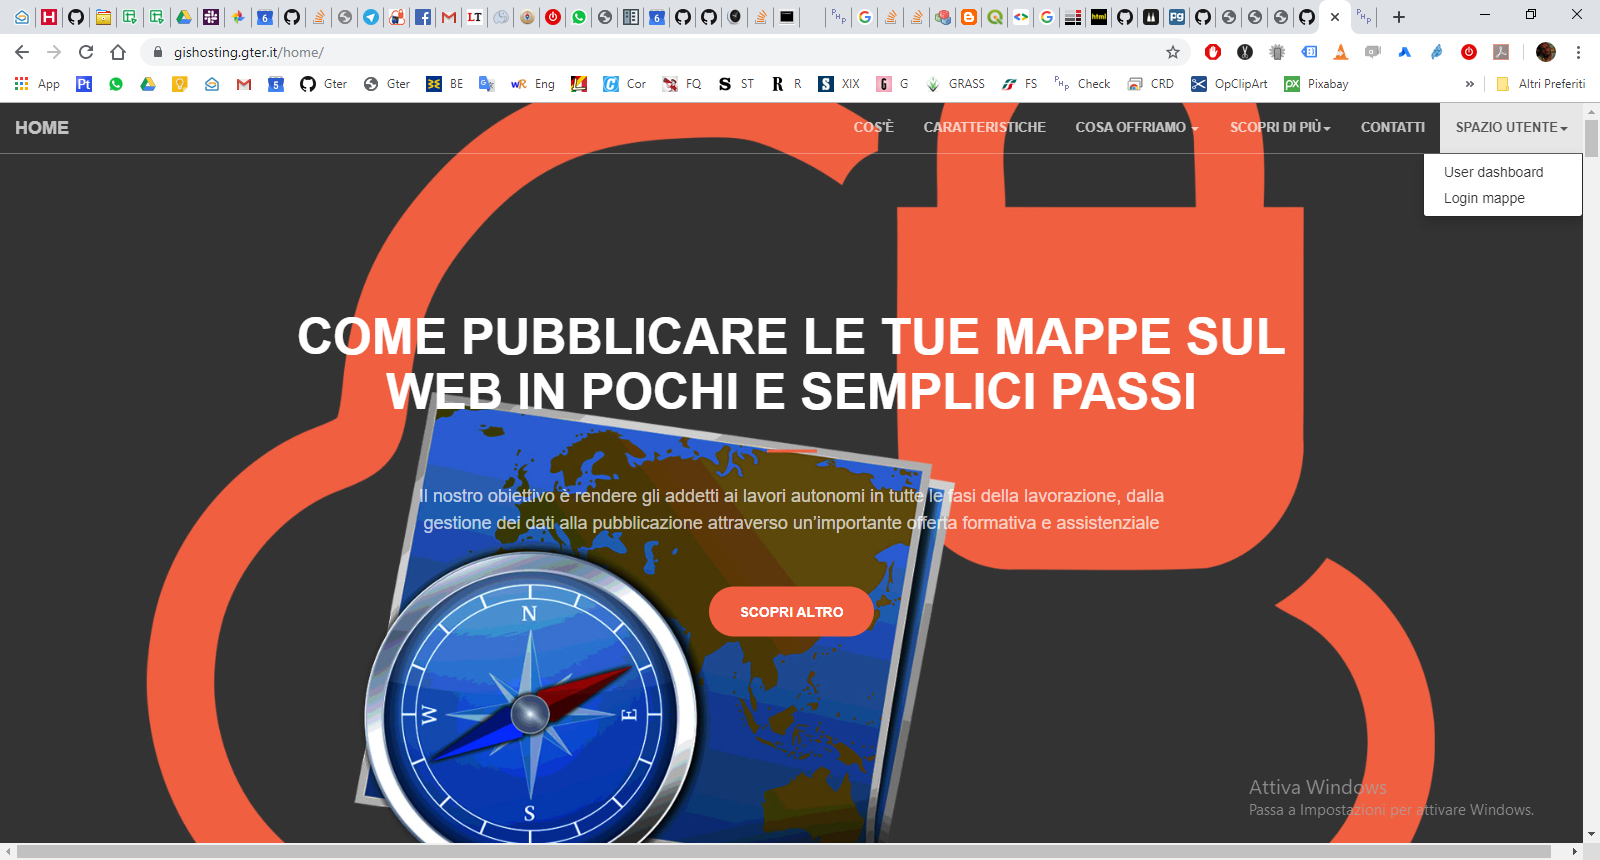 gishosting.gter.it/home/
App
BE
Gter
Gter
Eng
Cor
FQ
ST
R
XIX
G
GRASS
FS
Check
CRD
OpClipArt
Pixabay
»
Altri Preferiti
HOME
COS'È
CARATTERISTICHE
COSA OFFRIAMO
SCOPRI DI PIÙ
CONTATTI
SPAZIO UTENTE
User dashboard
Login mappe
COME PUBBLICARE LE TUE MAPPE SUL
WEB IN POCHI E SEMPLICI PASSI
Il nostro obiettivo è rendere gli addetti ai lavori autonomi in tutte le fasi della lavorazione, dalla
gestione dei dati alla pubblicazione attraverso un'importante offerta formativa e assistenziale
SCOPRI ALTRO
N
W
E
S
Attiva Windows
Passa a Impostazioni per attivare Windows.